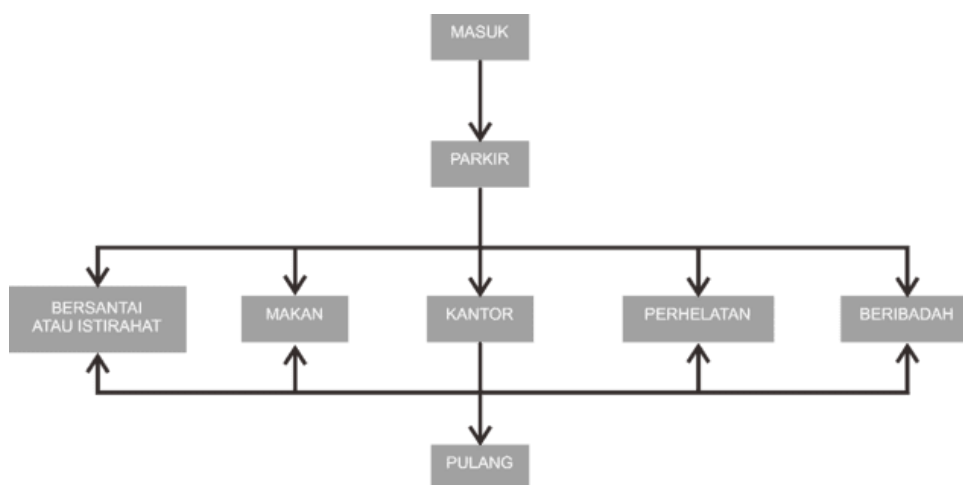 MASUK
PARKIR
BERSANTAI
ATAU ISTIRAHAT
MAKAN
KANTOR
PERHELATAN
BERIBADAH
PULANG